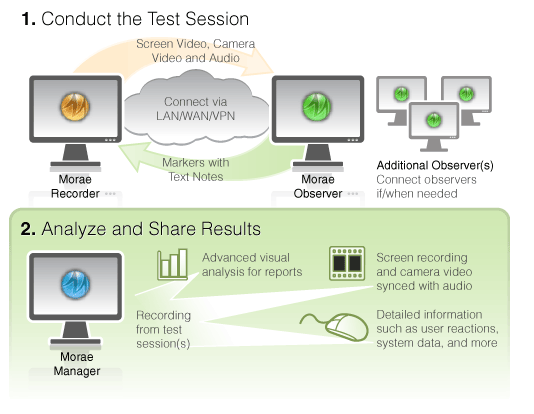 1. Conduct the Test Session
Screen Video, Camera
Video and Audio
Connect via
LAN/WAN/VPN
Markers with
Text Notes
Morae
Recorder
Morae
Observer
Additional Observer(s)
Connect observers
if/when needed
2. Analyze and Share Results
Advanced visual
analysis for reports
Screen recording
and camera video
synced with audio
Recording
from test
session(s)
Detailed information
such as user reactions,
system data, and more
Morae
Manager